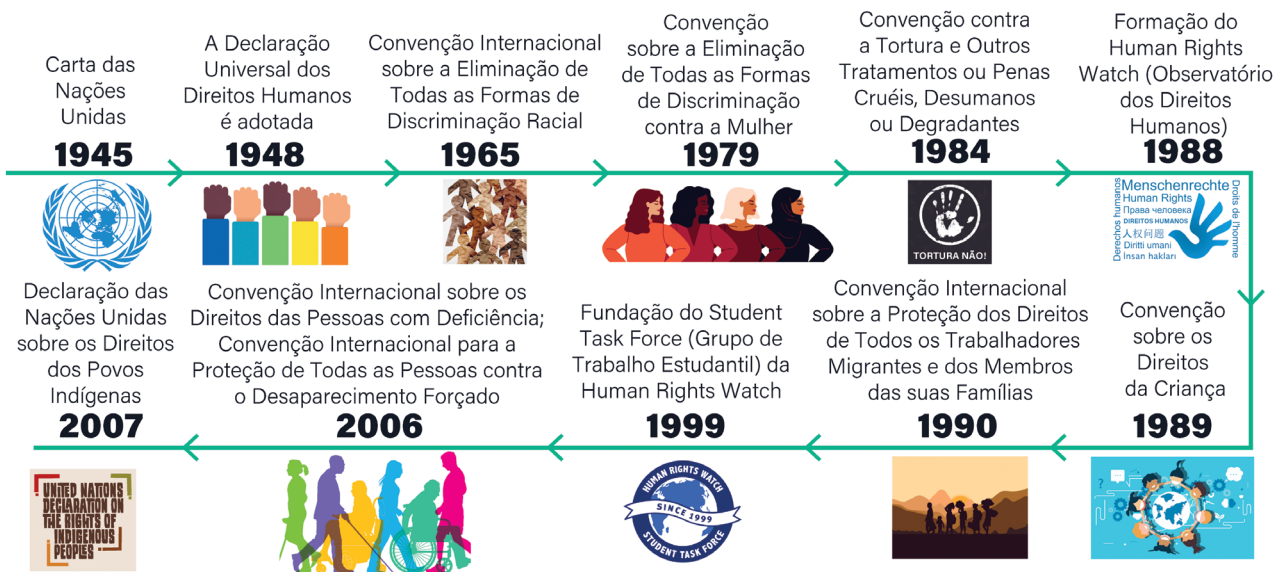 Carta das
Nações
Unidas
1945
A Declaração
Universal dos
Direitos Humanos
é adotada
1948
Convenção Internacional
sobre a Eliminação de
Todas as Formas de
Discriminação Racial
1965
Convenção
sobre a Eliminação
de Todas as Formas
de Discriminação
contra a Mulher
1979
Convenção contra
a Tortura e Outros
Tratamentos ou Penas
Cruéis, Desumanos
ou Degradantes
1984
TORTURA NÃO!
Formação do
Human Rights
Watch (Observatório
dos Direitos
Humanos)
1988
Derechos humanos
Menschenrechte
Human Rights
Права человека
DIREITOS HUMANOS
人权问题
Diritti umani
İnsan hakları
Droits de l'homme
Convenção
sobre os
Direitos
da Criança
1989
Convenção Internacional
sobre a Proteção dos Direitos
de Todos os Trabalhadores
Migrantes e dos Membros
das suas Famílias
1990
Fundação do Student
Task Force (Grupo de
Trabalho Estudantil) da
Human Rights Watch
1999
HUMAN RIGHTS WATCH
SINCE 1999
STUDENT TASK FORCE
Convenção Internacional sobre os
Direitos das Pessoas com Deficiência;
Convenção Internacional para a
Proteção de Todas as Pessoas contra
o Desaparecimento Forçado
2006
Declaração das
Nações Unidas
sobre os Direitos
dos Povos
Indígenas
2007
UNITED NATIONS
DECLARATION ON
THE RIGHTS OF
INDIGENOUS
PEOPLES